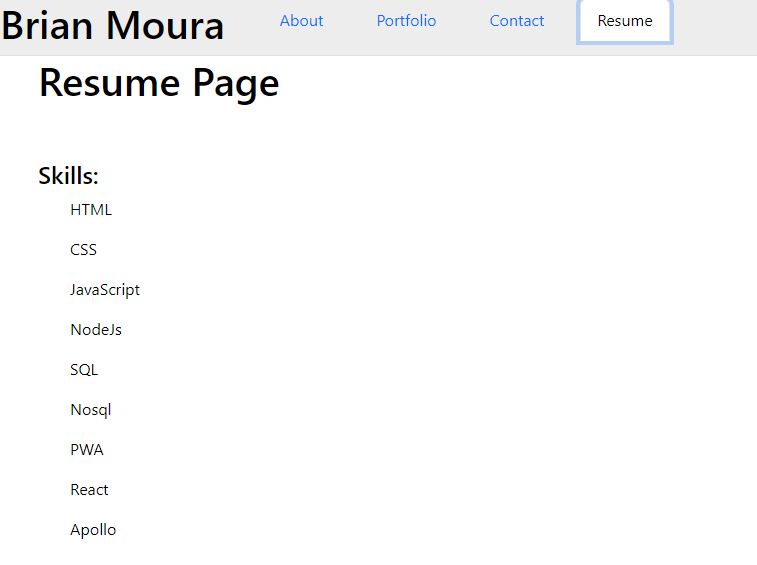 Brian Moura About Portfolio Contact Resume
Resume Page
Skills:
HTML
CSS
JavaScript
NodeJs
SQL
Nosql
PWA
React
Apollo